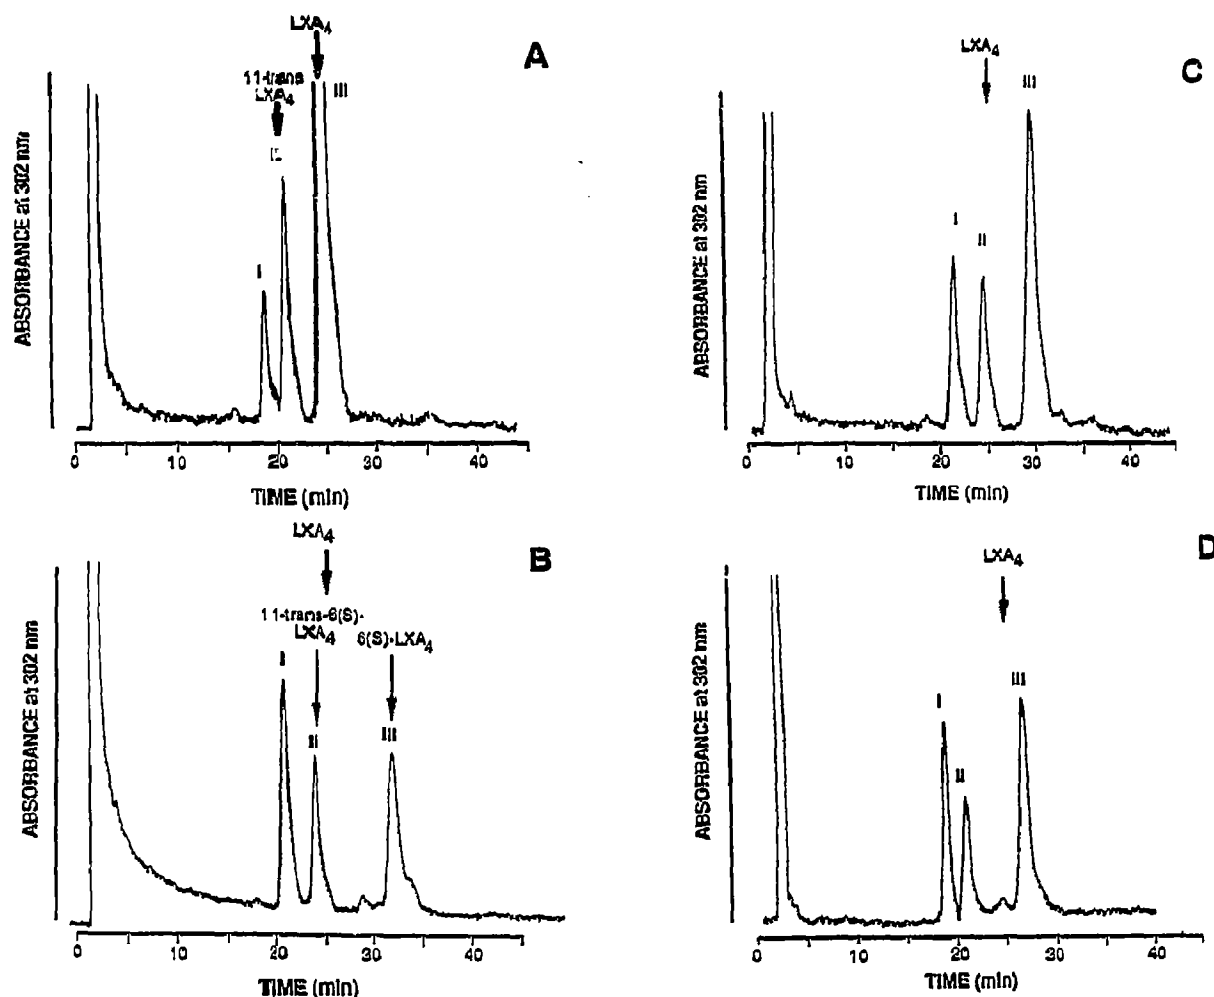 A
LXA4
11-trans
LXA4
I
II
III
ABSORBANCE at 302 nm
0 10 20 30 40
TIME (min)
B
LXA4
11-trans-6(S)-
LXA4
6(S)-LXA4
I
II
III
ABSORBANCE at 302 nm
0 10 20 30 40
TIME (min)
C
LXA4
I
II
III
ABSORBANCE at 302 nm
0 10 20 30 40
TIME (min)
D
LXA4
I
II
III
ABSORBANCE at 302 nm
0 10 20 30 40
TIME (min)